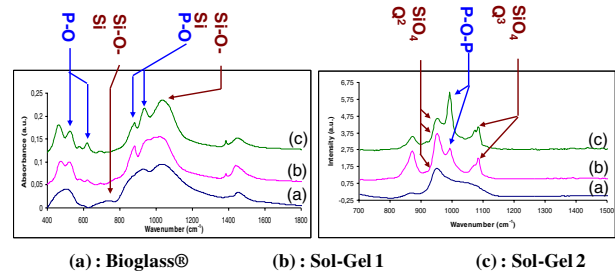 P-O
Si-O-
Si
P-O
Si-O-
Si
SiO4
Q2
P-O-P
SiO4
Q3
Absorbance (a.u.)
0,25
0,2
0,15
0,1
0,05
0
400 600 800 1000 1200 1400 1600 1800
Wavenumber (cm-1)
(c)
(b)
(a)
Intensity (a.u.)
6.75
5.75
4.75
3.75
2.75
1.75
0.75
-0.25
700 800 900 1000 1100 1200 1300 1400 1500
Wavenumber (cm-1)
(c)
(b)
(a)
(a) : Bioglass® (b) : Sol-Gel 1 (c) : Sol-Gel 2